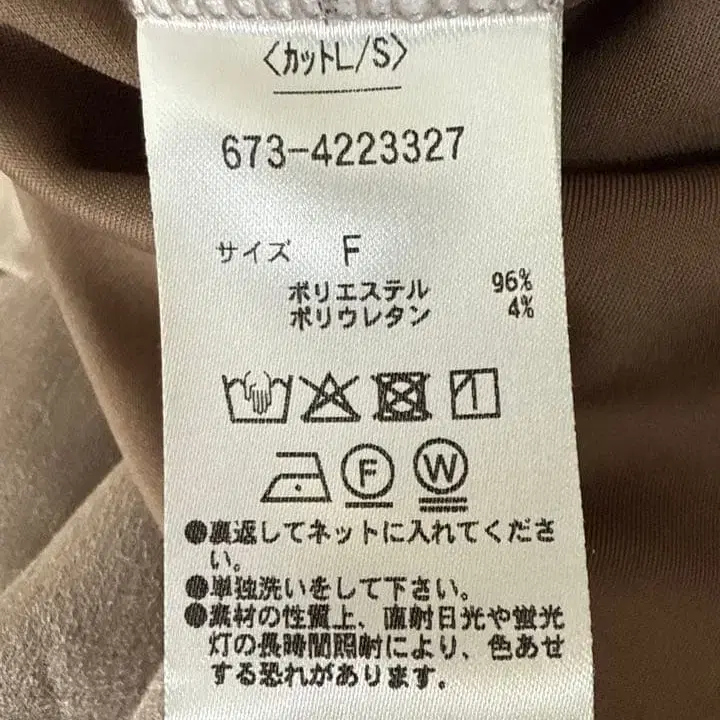 〈カットL/S〉
673-4223327
サイズ F
ポリエステル 96%
ポリウレタン 4%
F W
●裏返してネットに入れてくださ
い。
●単独洗いをして下さい。
●素材の性質上、直射日光や蛍光
灯の長時間照射により、色あせ
する恐れがあります。